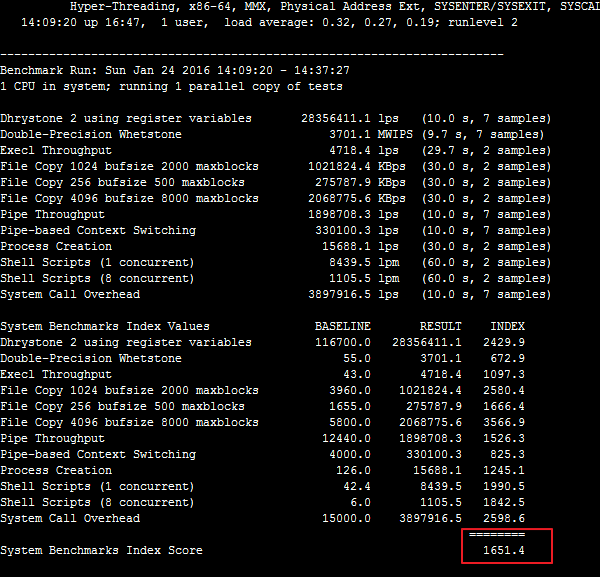 Hyper-Threading, x86-64, MMX, Physical Address Ext, SYSENTER/SYSEXIT, SYSCAL
14:09:20 up 16:47,  1 user,  load average: 0.32, 0.27, 0.19; runlevel 2
------------------------------------------------------------------------
Benchmark Run: Sun Jan 24 2016 14:09:20 - 14:37:27
1 CPU in system; running 1 parallel copy of tests
Dhrystone 2 using register variables       28356411.1 lps   (10.0 s, 7 samples)
Double-Precision Whetstone                     3701.1 MWIPS (9.7 s, 7 samples)
Execl Throughput                               4718.4 lps   (29.7 s, 2 samples)
File Copy 1024 bufsize 2000 maxblocks       1021824.4 KBps  (30.0 s, 2 samples)
File Copy 256 bufsize 500 maxblocks          275787.9 KBps  (30.0 s, 2 samples)
File Copy 4096 bufsize 8000 maxblocks       2068775.6 KBps  (30.0 s, 2 samples)
Pipe Throughput                             1898708.3 lps   (10.0 s, 7 samples)
Pipe-based Context Switching                 330100.3 lps   (10.0 s, 7 samples)
Process Creation                              15688.1 lps   (30.0 s, 2 samples)
Shell Scripts (1 concurrent)                   8439.5 lpm   (60.0 s, 2 samples)
Shell Scripts (8 concurrent)                   1105.5 lpm   (60.0 s, 2 samples)
System Call Overhead                        3897916.5 lps   (10.0 s, 7 samples)
System Benchmarks Index Values               BASELINE       RESULT    INDEX
Dhrystone 2 using register variables         116700.0   28356411.1   2429.9
Double-Precision Whetstone                       55.0       3701.1    672.9
Execl Throughput                                 43.0       4718.4   1097.3
File Copy 1024 bufsize 2000 maxblocks          3960.0    1021824.4   2580.4
File Copy 256 bufsize 500 maxblocks            1655.0     275787.9   1666.4
File Copy 4096 bufsize 8000 maxblocks          5800.0    2068775.6   3566.9
Pipe Throughput                               12440.0    1898708.3   1526.3
Pipe-based Context Switching                   4000.0     330100.3    825.3
Process Creation                                126.0      15688.1   1245.1
Shell Scripts (1 concurrent)                     42.4       8439.5   1990.5
Shell Scripts (8 concurrent)                      6.0       1105.5   1842.5
System Call Overhead                          15000.0    3897916.5   2598.6
========
System Benchmarks Index Score                                        1651.4